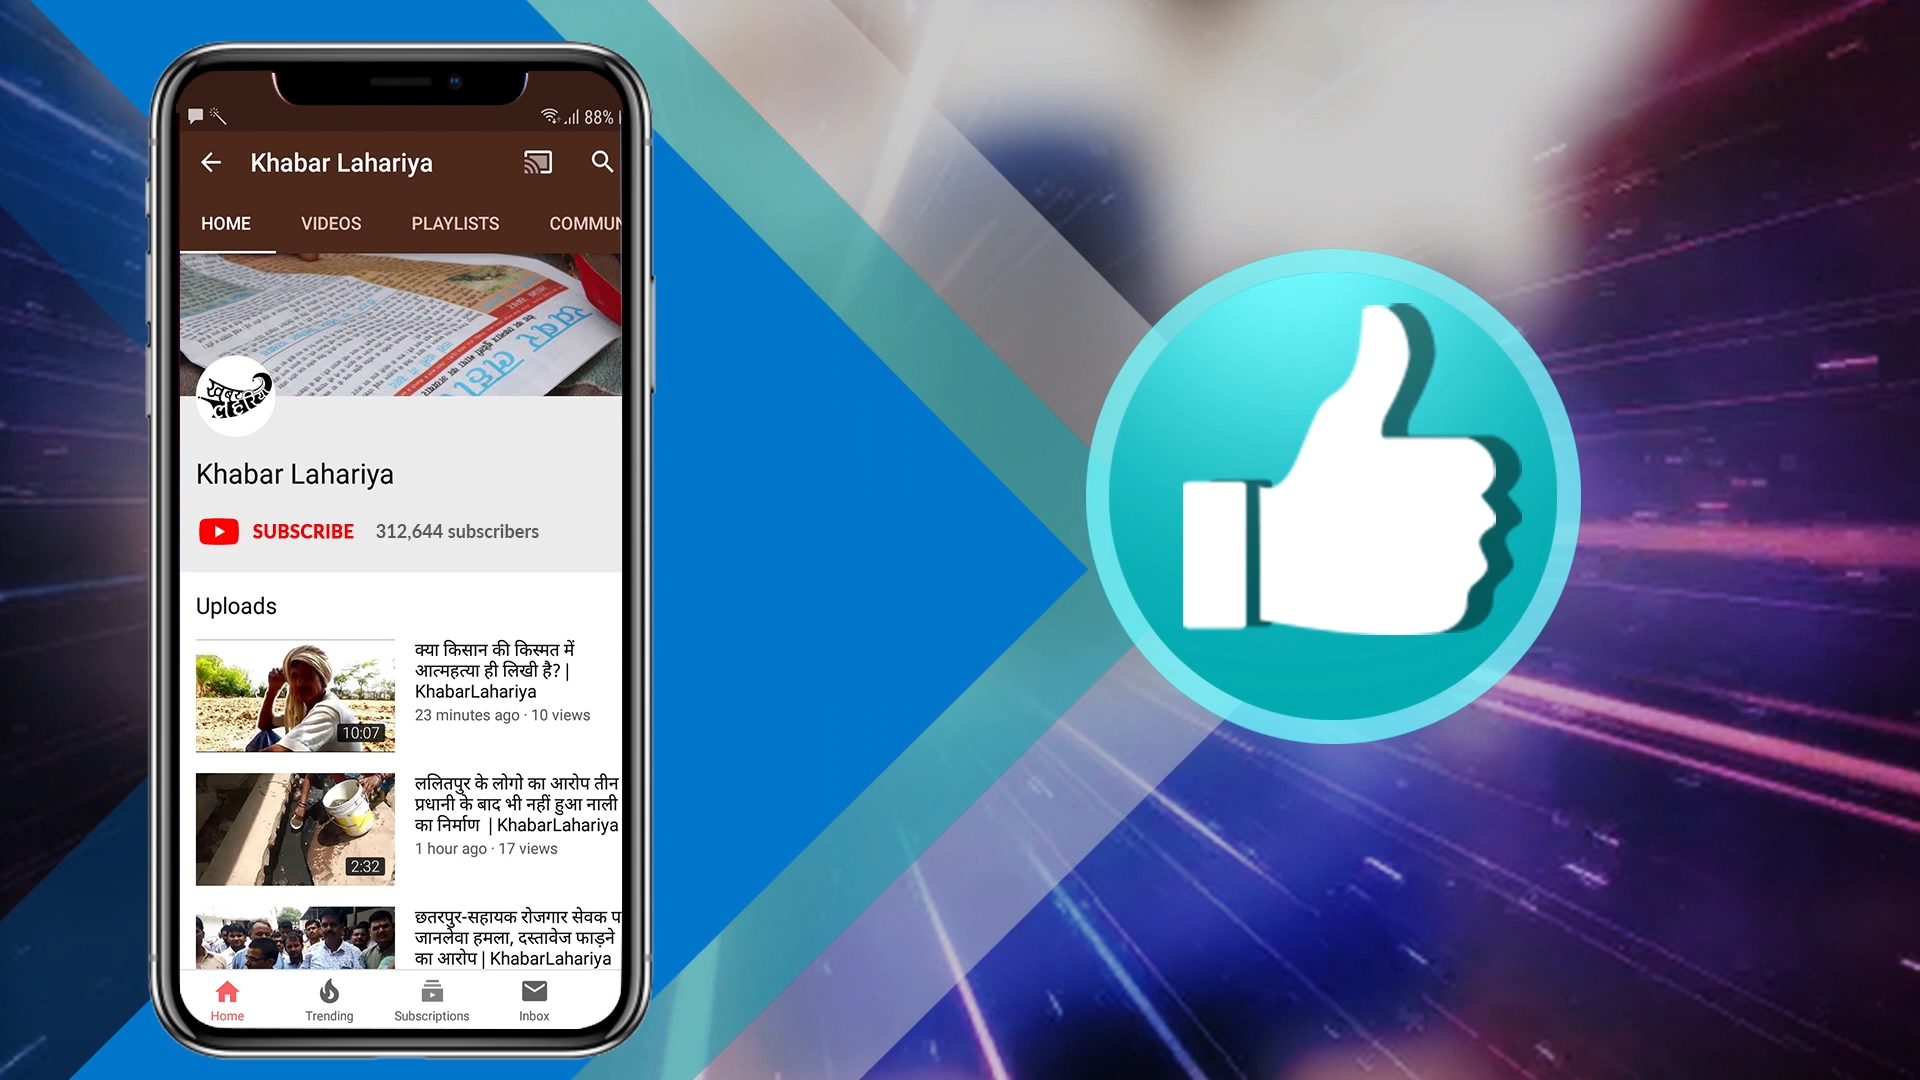 88%
Khabar Lahariya
HOME VIDEOS PLAYLISTS COMMUN
खबर
लहरिया
Khabar Lahariya
SUBSCRIBE 312,644 subscribers
Uploads
क्या किसान की किस्मत में
आत्महत्या ही लिखी है? |
KhabarLahariya
23 minutes ago · 10 views
10:07
ललितपुर के लोगो का आरोप तीन
प्रधानी के बाद भी नहीं हुआ नाली
का निर्माण | KhabarLahariya
1 hour ago · 17 views
2:32
छतरपुर-सहायक रोजगार सेवक प
जानलेवा हमला, दस्तावेज फाड़ने
का आरोप | KhabarLahariya
Home Trending Subscriptions Inbox